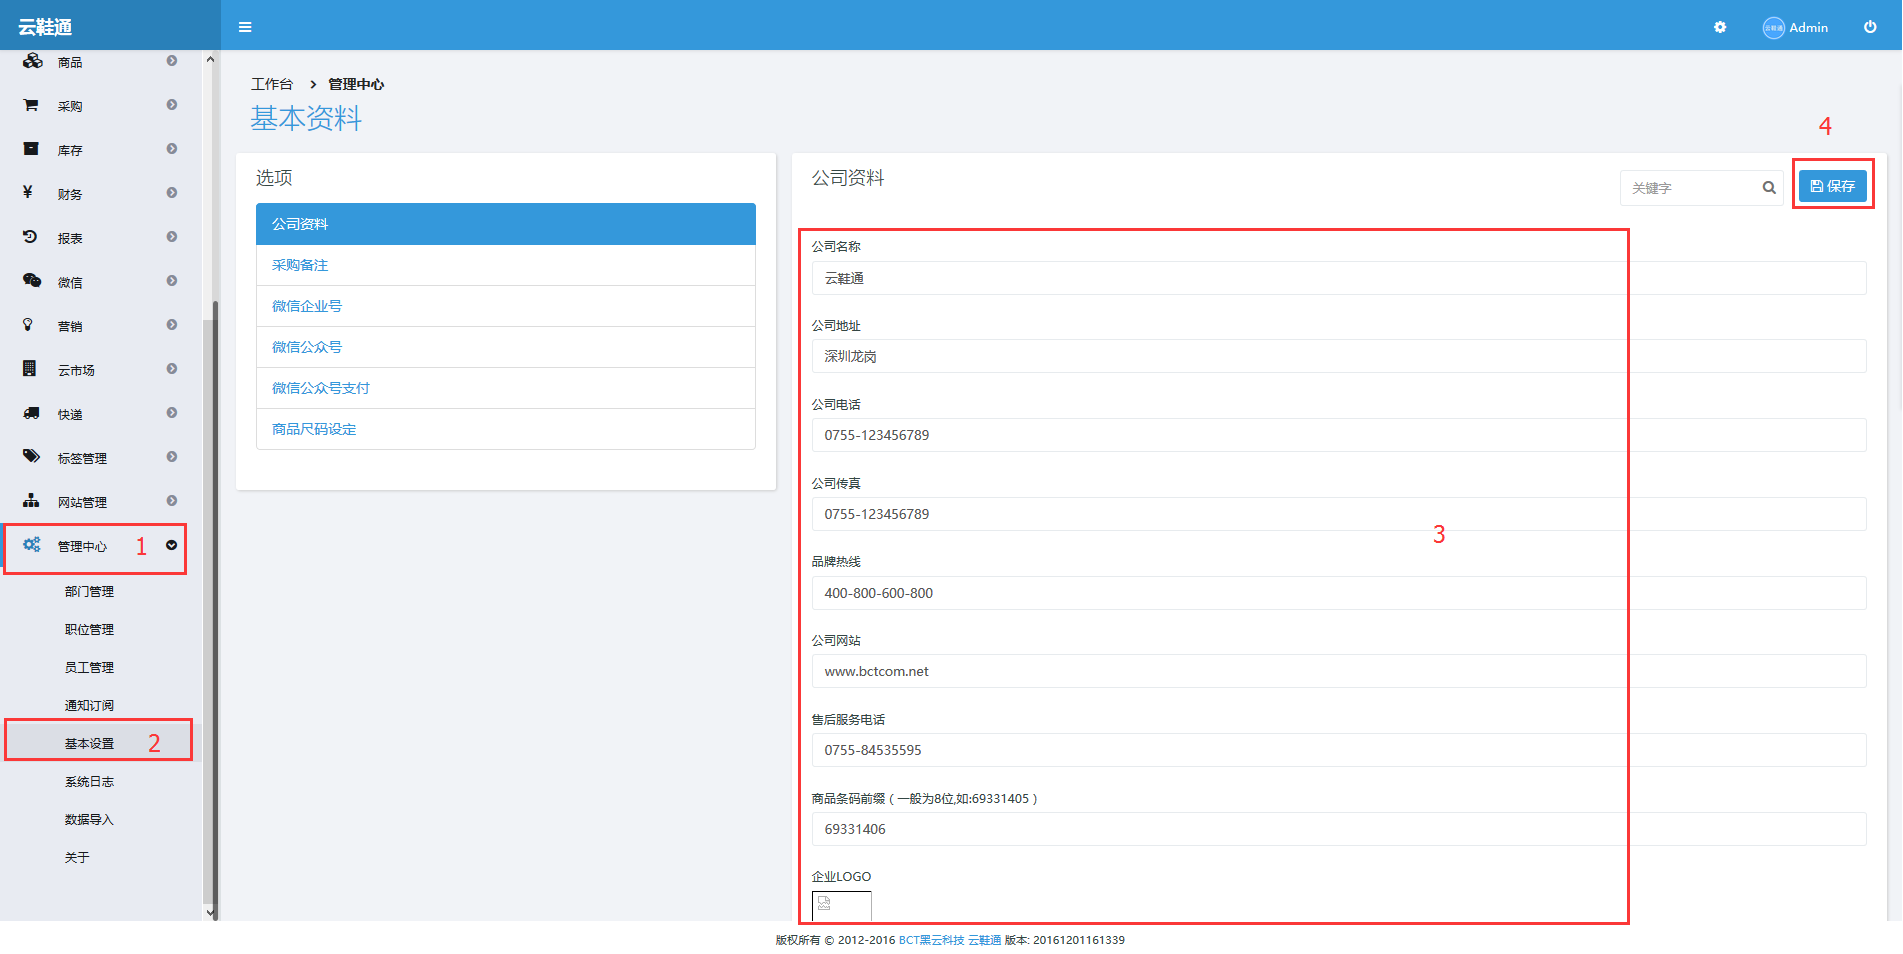 云鞋通
Admin
商品
采购
库存
财务
报表
微信
营销
云市场
快递
标签管理
网站管理
管理中心 1
部门管理
职位管理
员工管理
通知订阅
基本设置 2
系统日志
数据导入
关于
工作台 > 管理中心
基本资料
选项
公司资料
采购备注
微信企业号
微信公众号
微信公众号支付
商品尺码设定
公司资料
关键字
保存
4
公司名称
云鞋通
公司地址
深圳龙岗
公司电话
0755-123456789
公司传真
0755-123456789
3
品牌热线
400-800-600-800
公司网站
www.bctcom.net
售后服务电话
0755-84535595
商品条码前缀（一般为8位,如:69331405）
69331406
企业LOGO
版权所有 © 2012-2016 BCT黑云科技 云鞋通 版本: 20161201161339